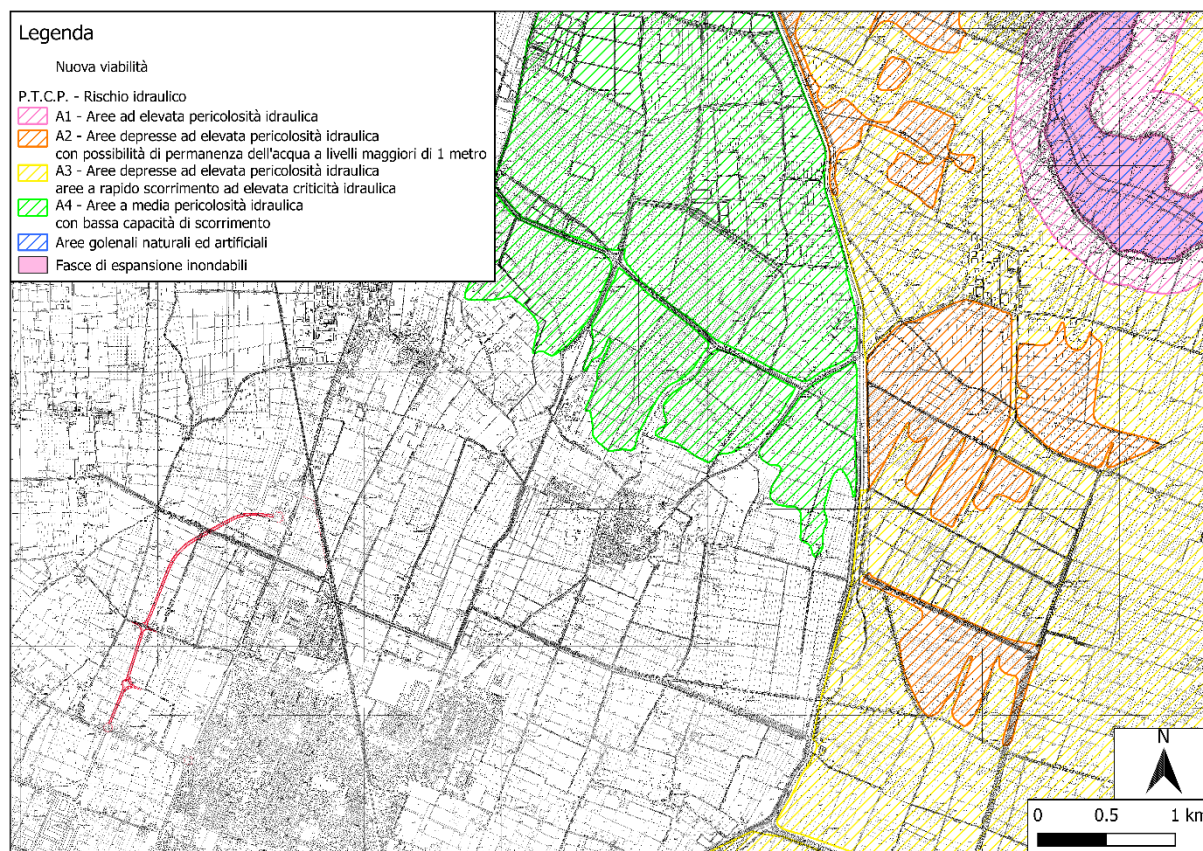 Legenda
Nuova viabilità
P.T.C.P. - Rischio idraulico
A1 - Aree ad elevata pericolosità idraulica
A2 - Aree depresse ad elevata pericolosità idraulica
con possibilità di permanenza dell'acqua a livelli maggiori di 1 metro
A3 - Aree depresse ad elevata pericolosità idraulica
aree a rapido scorrimento ad elevata criticità idraulica
A4 - Aree a media pericolosità idraulica
con bassa capacità di scorrimento
Aree golenali naturali ed artificiali
Fasce di espansione inondabili
N
0 0.5 1 km